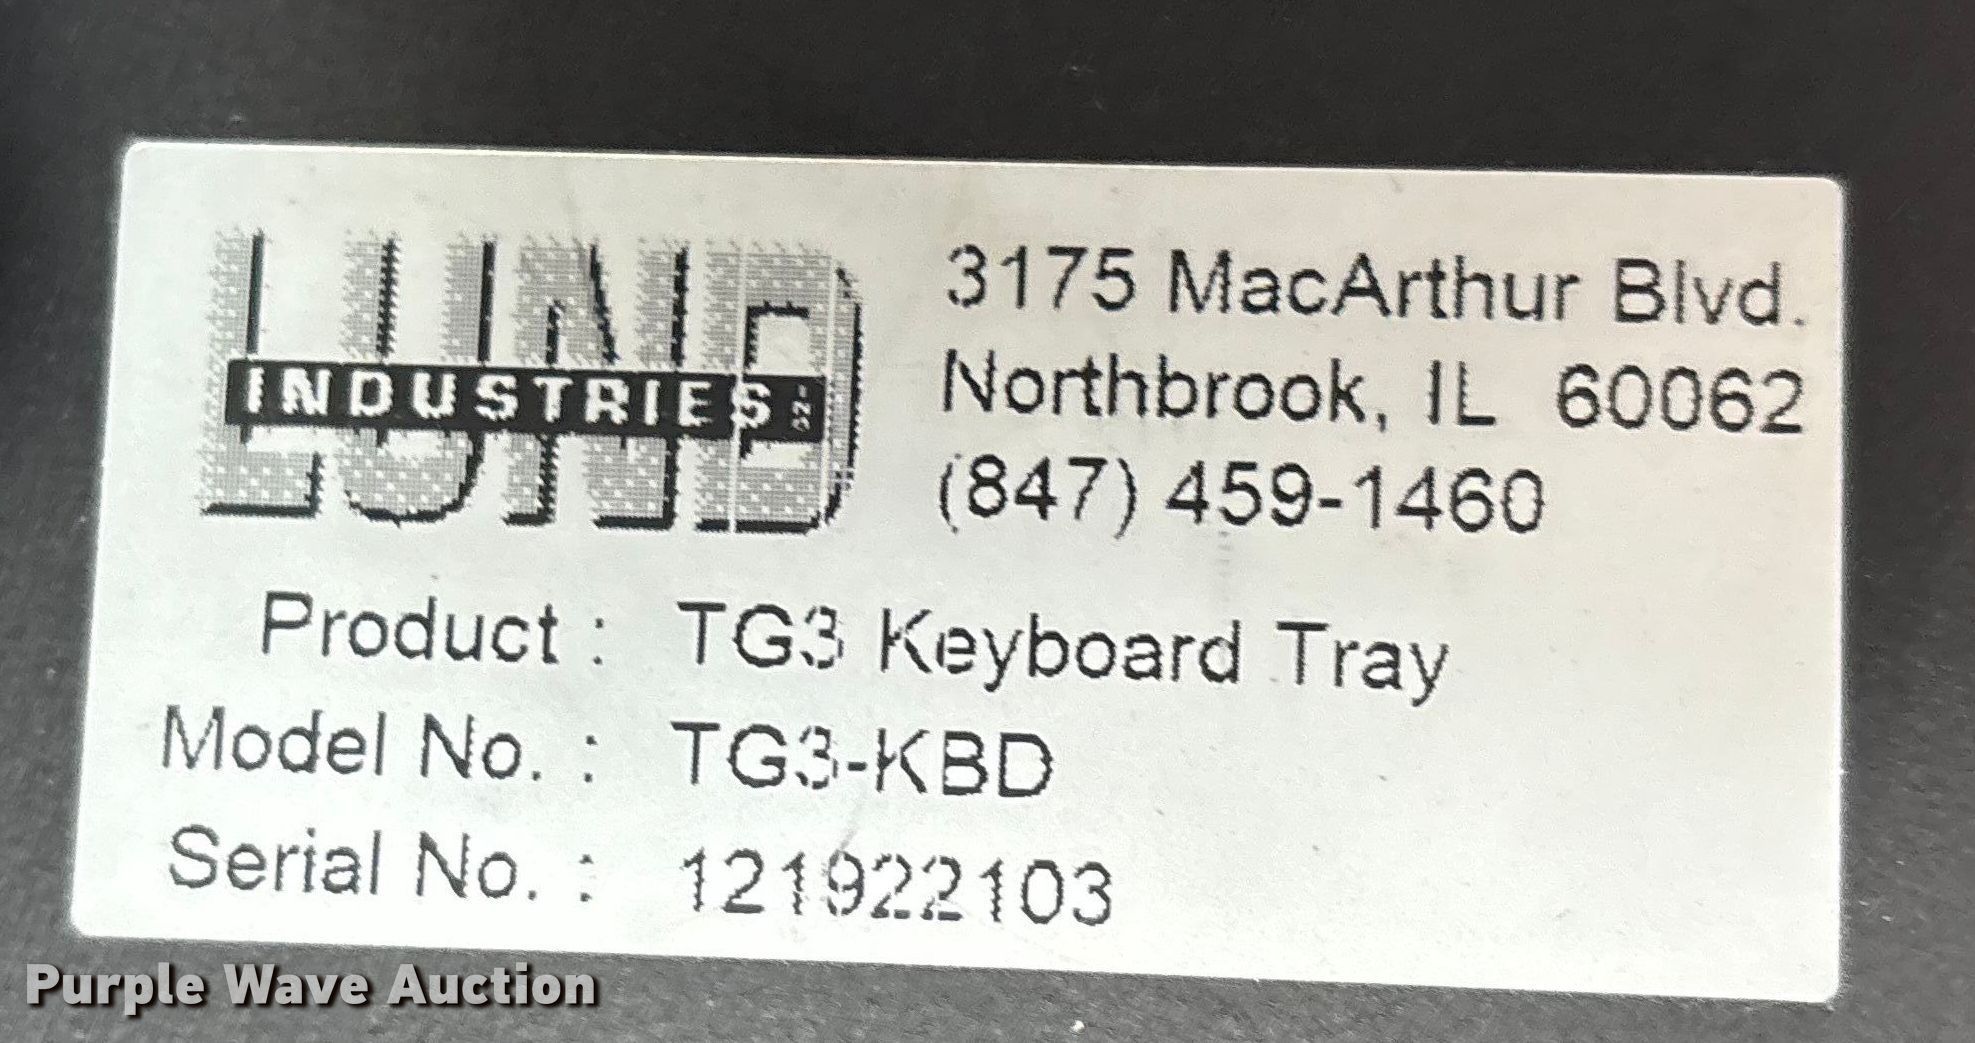 LUND
INDUSTRIES INC
3175 MacArthur Blvd.
Northbrook, IL 60062
(847) 459-1460
Product : TG3 Keyboard Tray
Model No. : TG3-KBD
Serial No. : 121922103
Purple Wave Auction